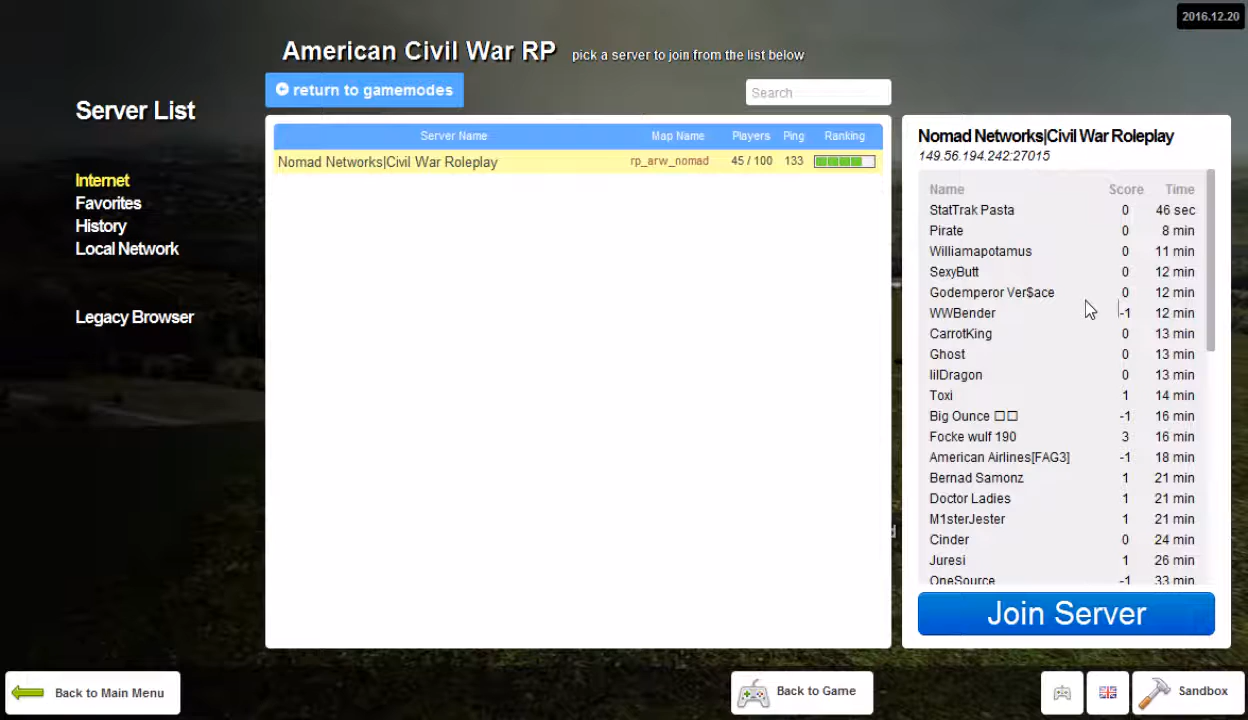 2016.12.20
American Civil War RP pick a server to join from the list below
return to gamemodes
Search
Server List
Internet
Favorites
History
Local Network
Legacy Browser
Server Name Map Name Players Ping Ranking
Nomad Networks|Civil War Roleplay rp_arw_nomad 45 / 100 133
Nomad Networks|Civil War Roleplay
149.56.194.242:27015
Name Score Time
StatTrak Pasta 0 46 sec
Pirate 0 8 min
Williamapotamus 0 11 min
SexyButt 0 12 min
Godemperor Ver$ace 0 12 min
WWBender -1 12 min
CarrotKing 0 13 min
Ghost 0 13 min
lilDragon 0 13 min
Toxi 1 14 min
Big Ounce □□ -1 16 min
Focke wulf 190 3 16 min
American Airlines[FAG3] -1 18 min
Bernad Samonz 1 21 min
Doctor Ladies 1 21 min
M1sterJester 1 21 min
Cinder 0 24 min
Juresi 1 26 min
OneSource -1 33 min
Join Server
Back to Main Menu
Back to Game
Sandbox